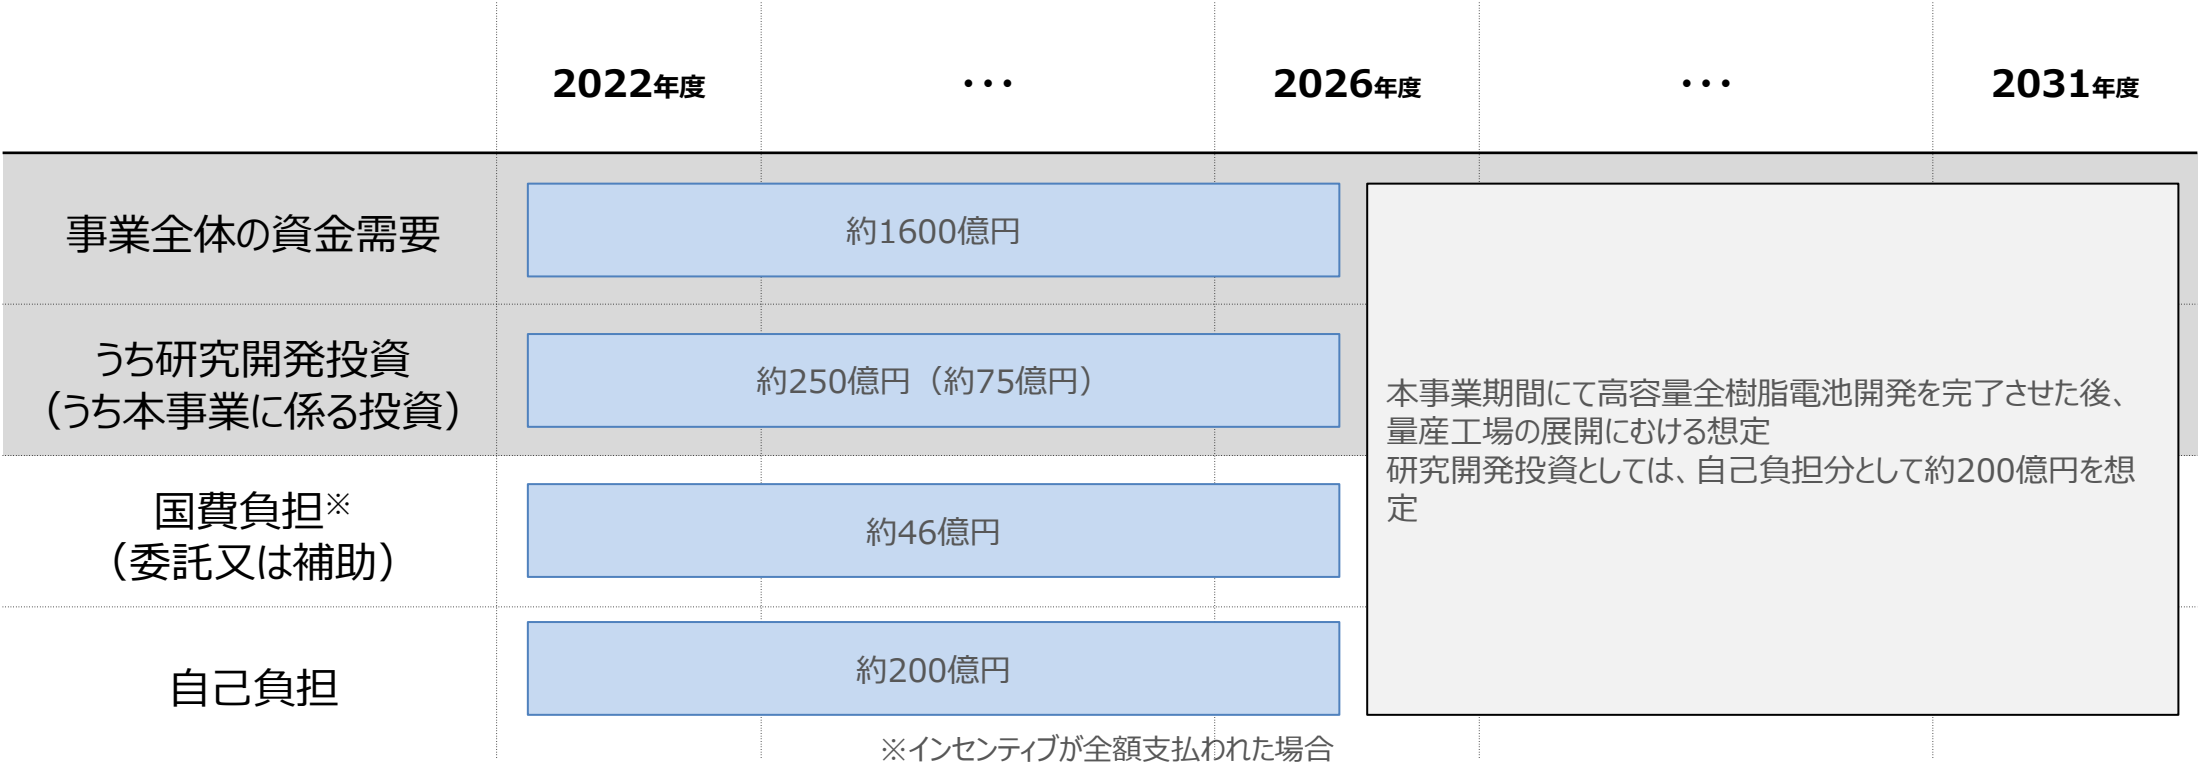 2022年度 ・・・ 2026年度 ・・・ 2031年度
事業全体の資金需要
約1600億円
うち研究開発投資
（うち本事業に係る投資）
約250億円（約75億円）
国費負担※
（委託又は補助）
約46億円
自己負担
約200億円
本事業期間にて高容量全樹脂電池開発を完了させた後、
量産工場の展開にむける想定
研究開発投資としては、自己負担分として約200億円を想
定
※インセンティブが全額支払われた場合